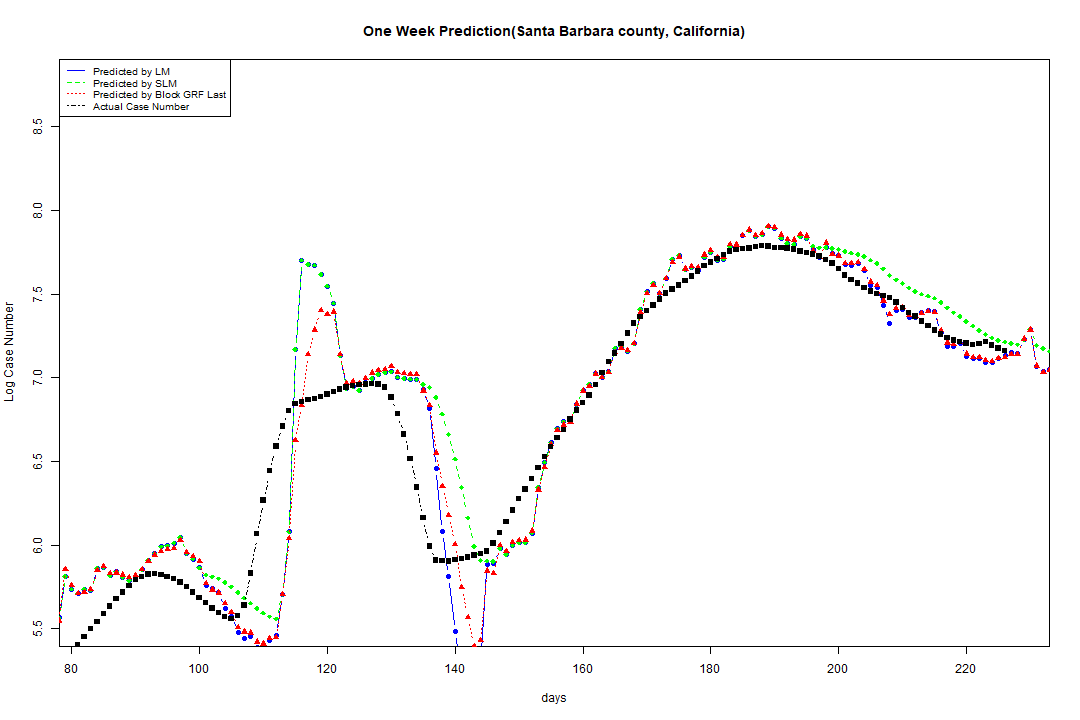 One Week Prediction(Santa Barbara county, California)
Predicted by LM
Predicted by SLM
Predicted by Block GRF Last
Actual Case Number
Log Case Number
8.5
8.0
7.5
7.0
6.5
6.0
5.5
80 100 120 140 160 180 200 220
days